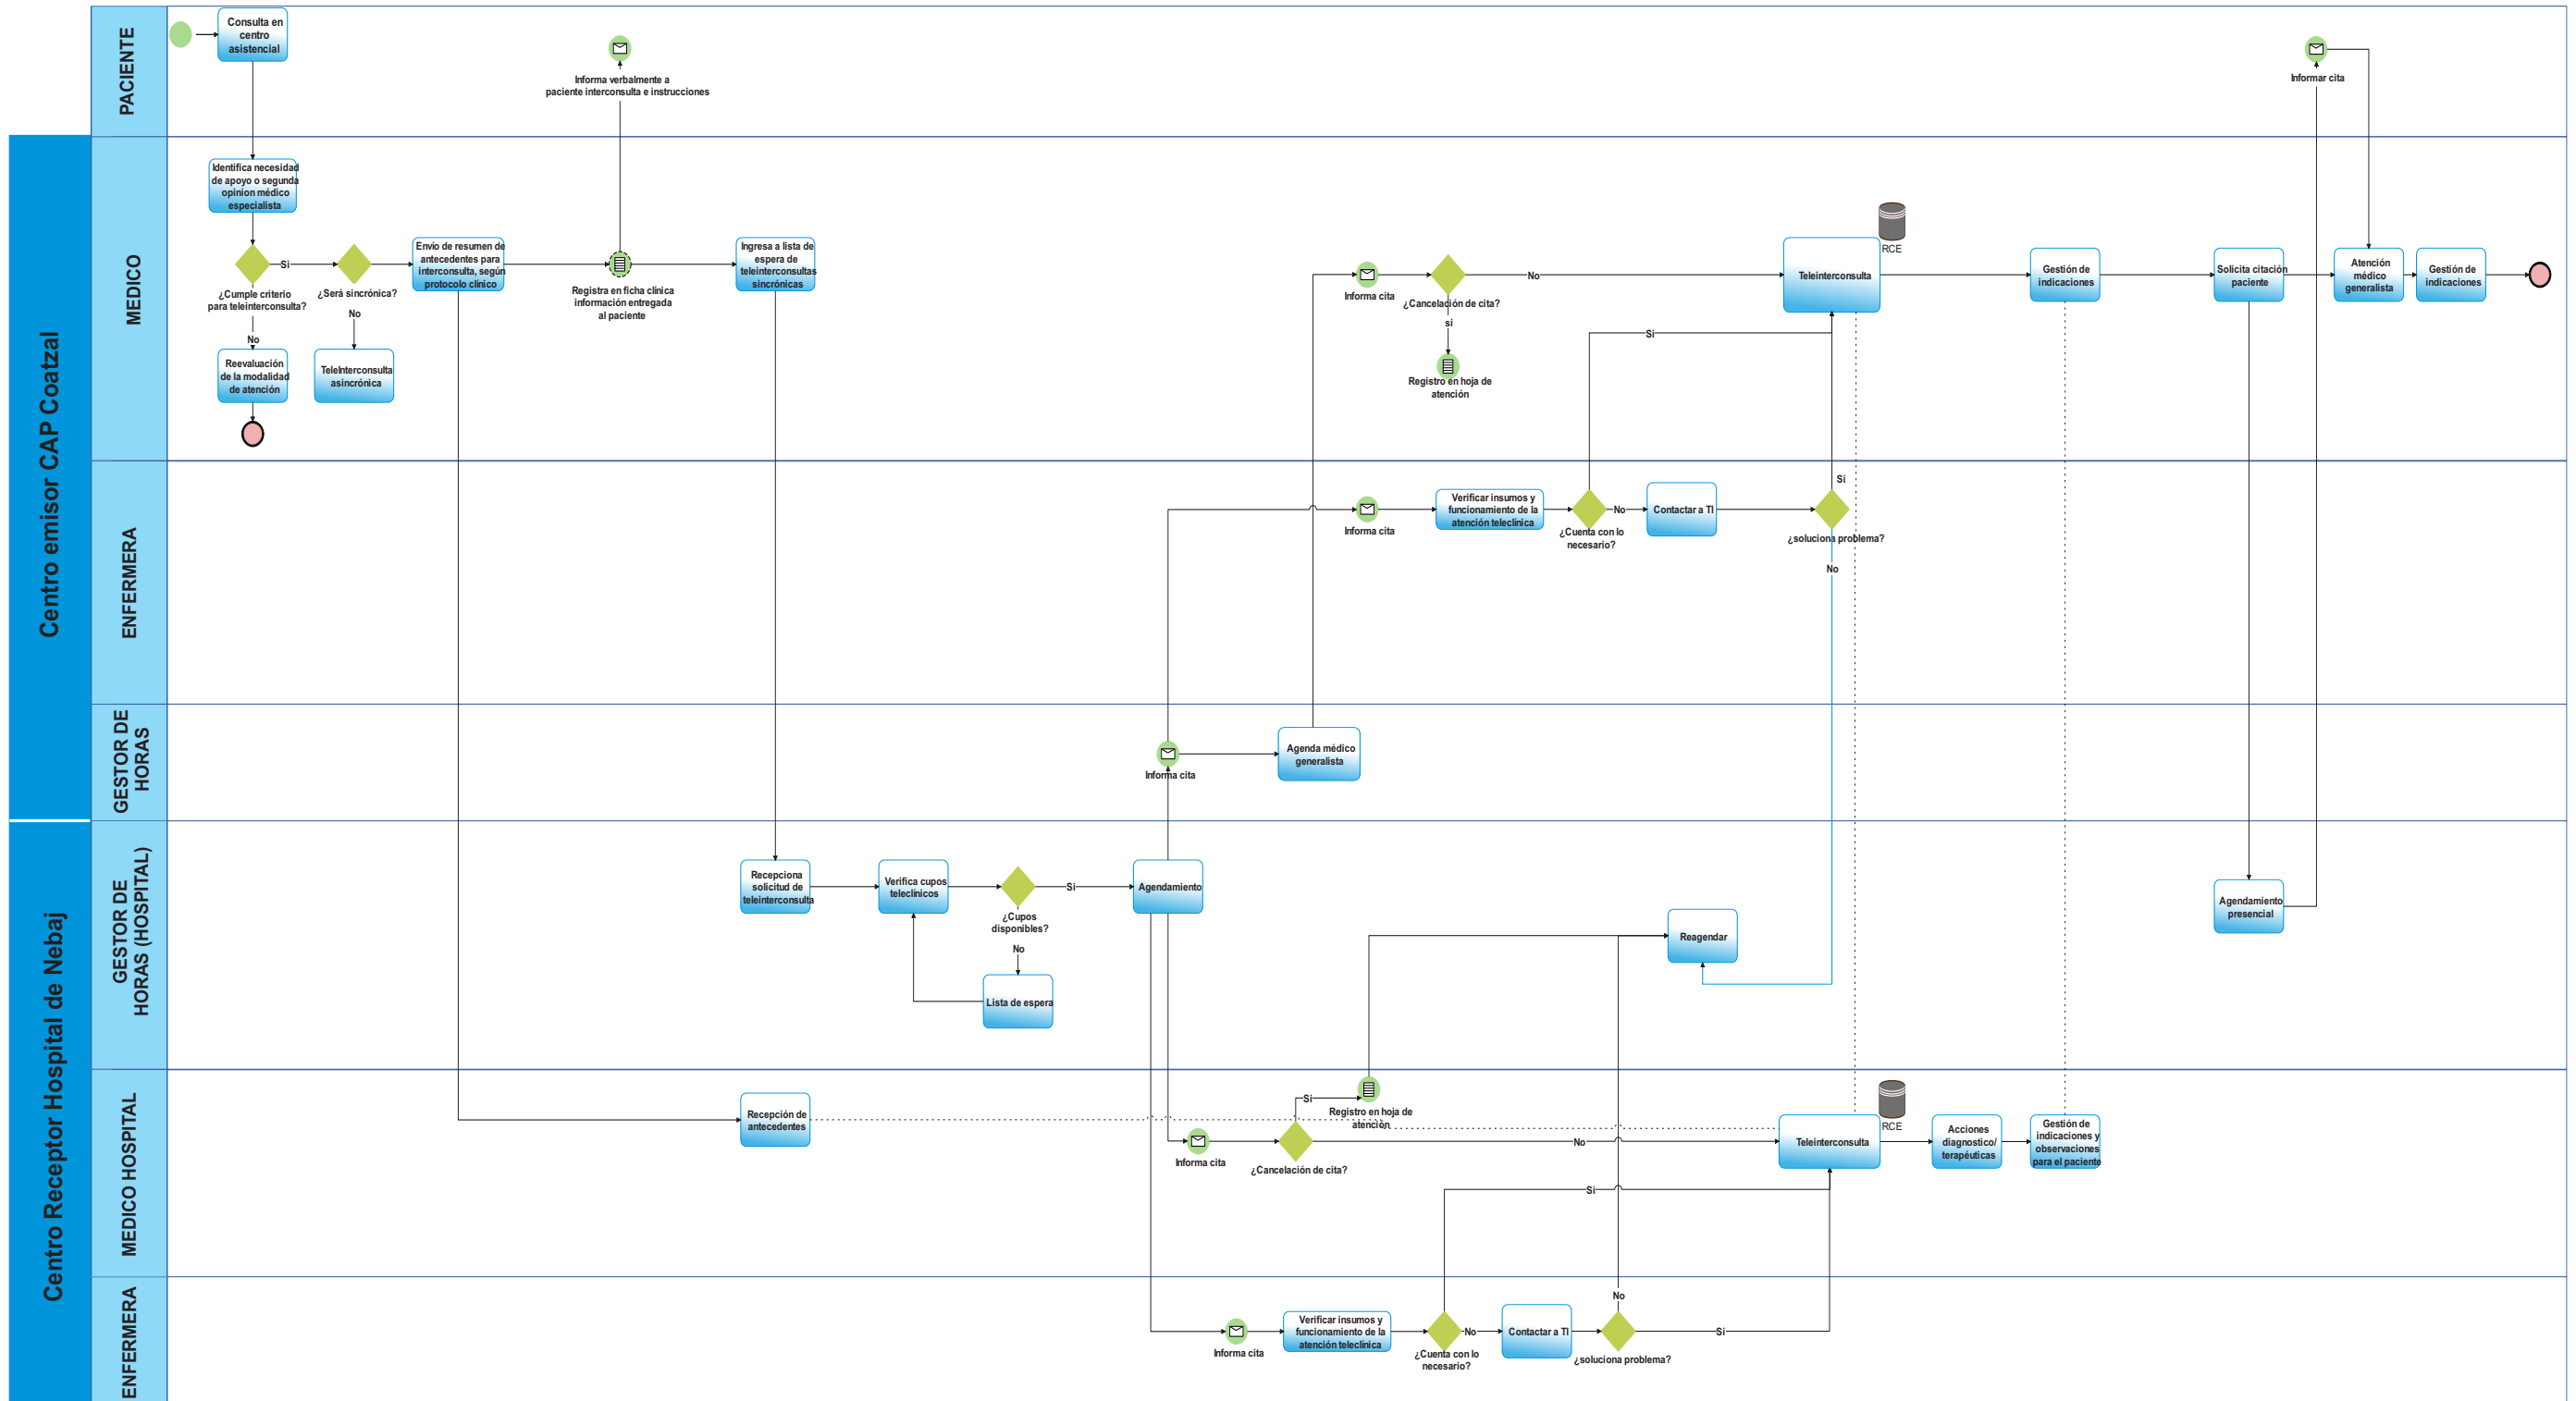 Centro emisor CAP Coatzal
Centro Receptor Hospital de Nebaj
PACIENTE
Consulta en
centro
asistencial
Informa verbalmente a
paciente interconsulta e instrucciones
Informar cita
MEDICO
Identifica necesidad
de apoyo o segunda
opinion médico
especialista
¿Cumple criterio
para teleinterconsulta?
Si
No
Reevaluación
de la modalidad
de atención
¿Será sincrónica?
No
TeleInterconsulta
asincrónica
Envío de resumen de
antecedentes para
interconsulta, según
protocolo clínico
Registra en ficha clínica
información entregada
al paciente
Ingresa a lista de
espera de
teleinterconsultas
sincrónicas
Informa cita
¿Cancelación de cita?
No
si
Registro en hoja de
atención
Si
Teleinterconsulta
RCE
Gestión de
indicaciones
Solicita citación
paciente
Atención
médico
generalista
Gestión de
indicaciones
ENFERMERA
Informa cita
Verificar insumos y
funcionamiento de la
atención teleclínica
¿Cuenta con lo
necesario?
No
Contactar a TI
Si
¿soluciona problema?
No
GESTOR DE
HORAS
Informa cita
Agenda médico
generalista
GESTOR DE
HORAS (HOSPITAL)
Recepciona
solicitud de
teleinterconsulta
Verifica cupos
teleclínicos
¿Cupos
disponibles?
Si
No
Lista de espera
Agendamiento
Reagendar
Agendamiento
presencial
MEDICO HOSPITAL
Recepción de
antecedentes
Informa cita
¿Cancelación de cita?
Si
Registro en hoja de
atención
No
Si
Teleinterconsulta
RCE
Acciones
diagnostico/
terapéuticas
Gestión de
indicaciones y
observaciones
para el paciente
ENFERMERA
Informa cita
Verificar insumos y
funcionamiento de la
atención teleclínica
¿Cuenta con lo
necesario?
No
Contactar a TI
No
¿soluciona problema?
Si